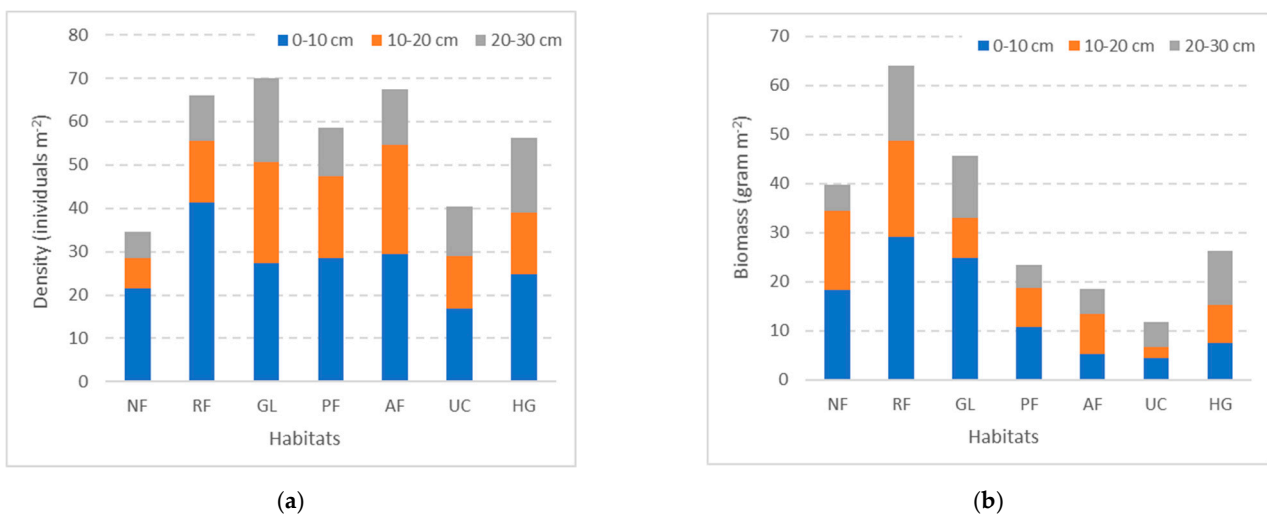 80
70
60
50
40
30
20
10
0
Density (inividuals m-2)
0-10 cm 10-20 cm 20-30 cm
NF RF GL PF AF UC HG
Habitats
(a)
70
60
50
40
30
20
10
0
Biomass (gram m-2)
0-10 cm 10-20 cm 20-30 cm
NF RF GL PF AF UC HG
Habitats
(b)